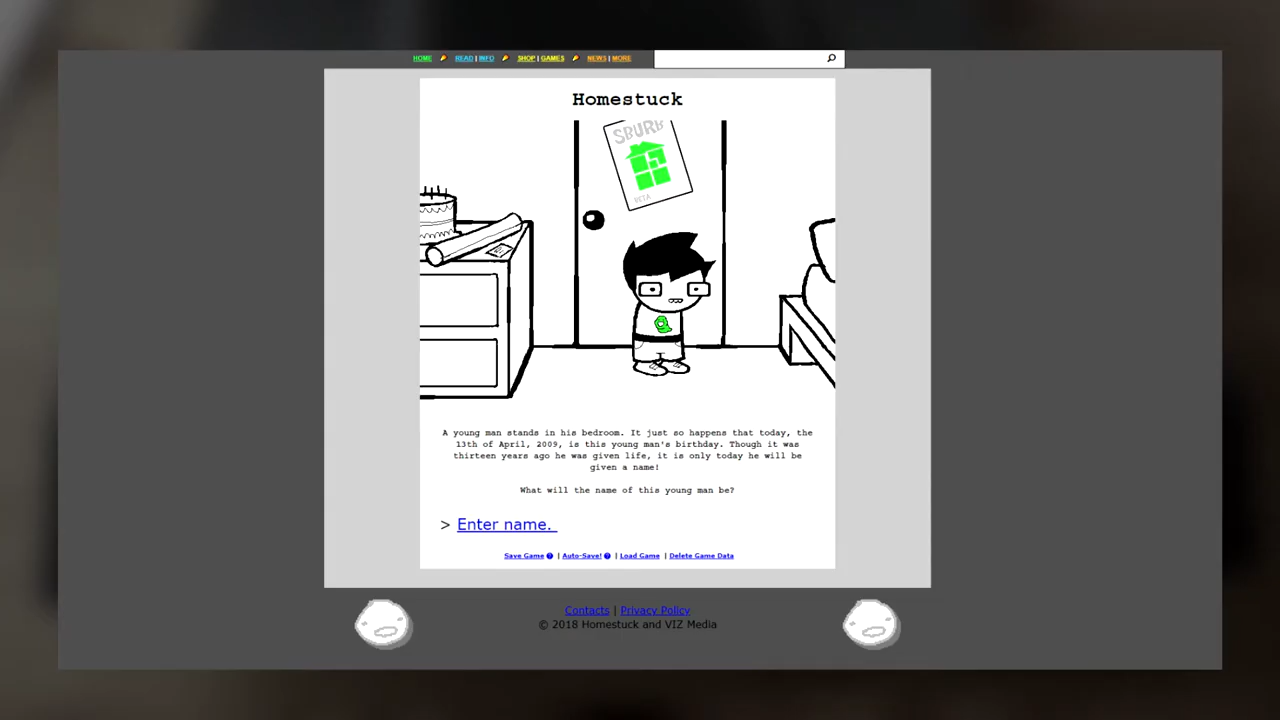 HOME READ | INFO SHOP | GAMES NEWS | MORE
Homestuck
SBURB
BETA
A young man stands in his bedroom. It just so happens that today, the
13th of April, 2009, is this young man's birthday. Though it was
thirteen years ago he was given life, it is only today he will be
given a name!
What will the name of this young man be?
> Enter name.
Save Game ? | Auto-Save! ? | Load Game | Delete Game Data
Contacts | Privacy Policy
© 2018 Homestuck and VIZ Media